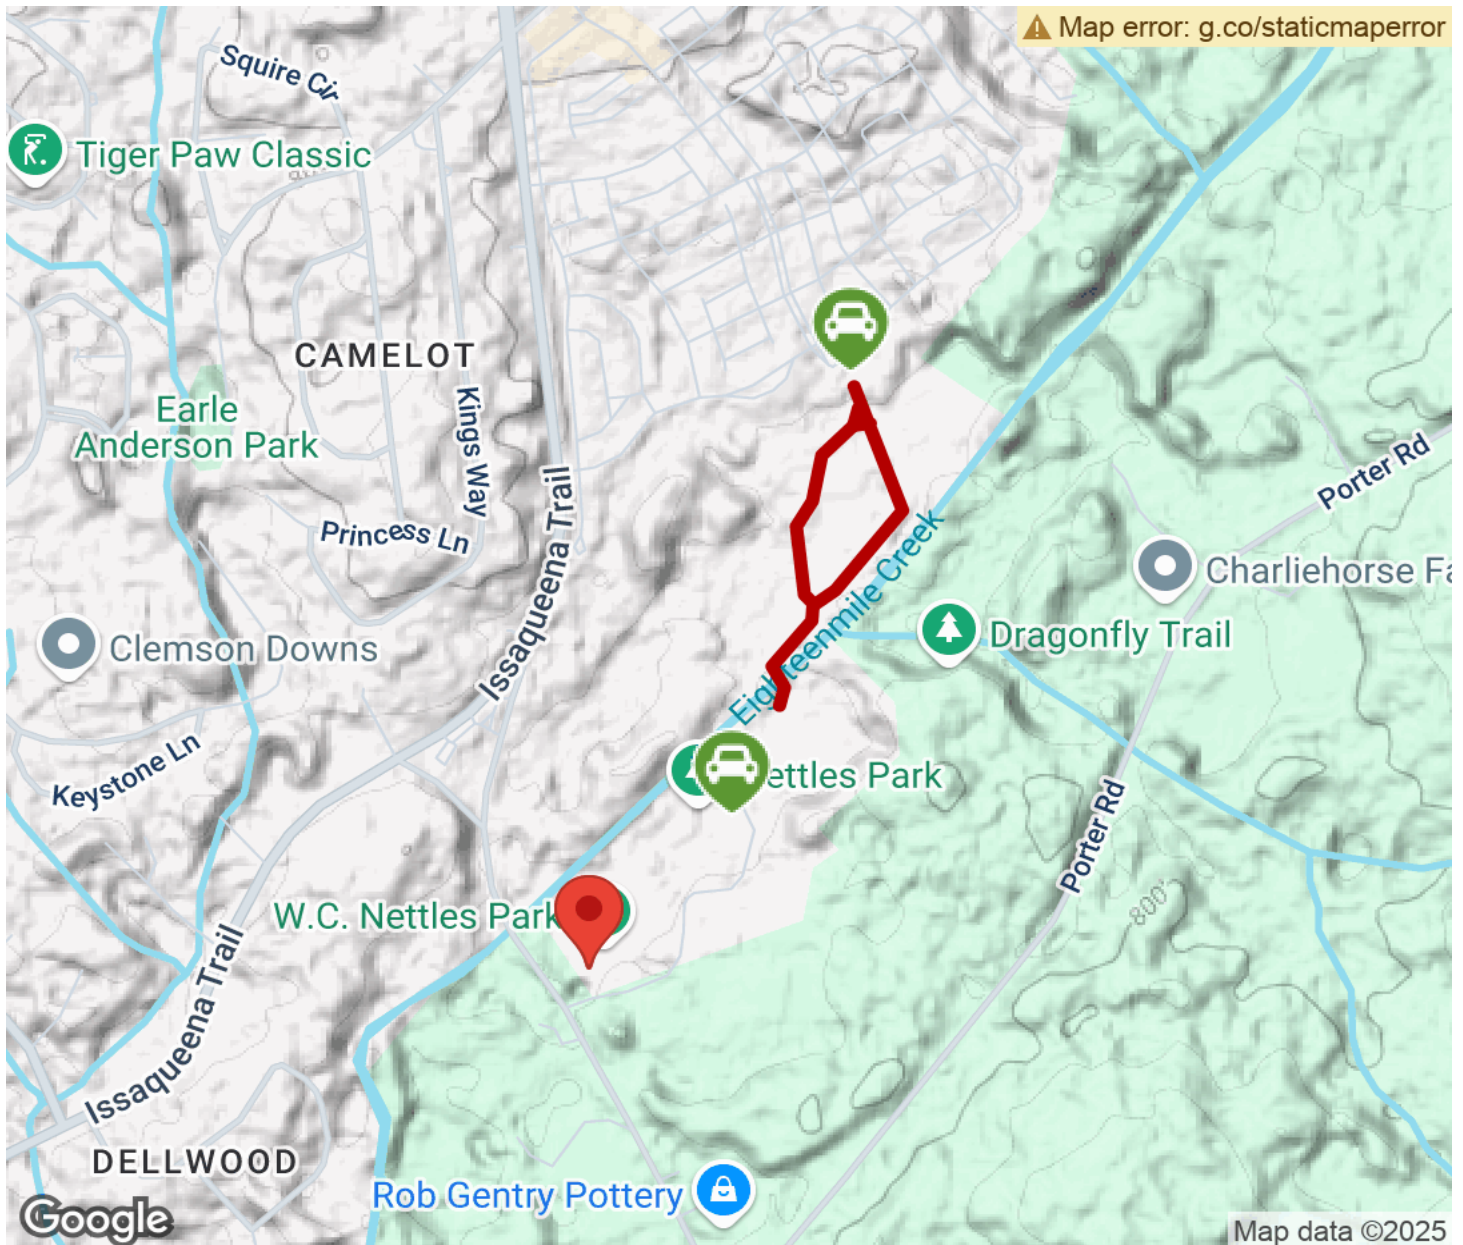 Map error: g.co/staticmaperror
Squire Cir
Tiger Paw Classic
CAMELOT
Earle
Anderson Park
Kings Way
Porter Rd
Issaqueena Trail
Princess Ln
Eighteenmile Creek
Charliehorse Fa
Clemson Downs
Dragonfly Trail
Keystone Ln
ettles Park
Porter Rd
800'
W.C. Nettles Park
Issaqueena Trail
DELLWOOD
Rob Gentry Pottery
Google
Map data ©2025